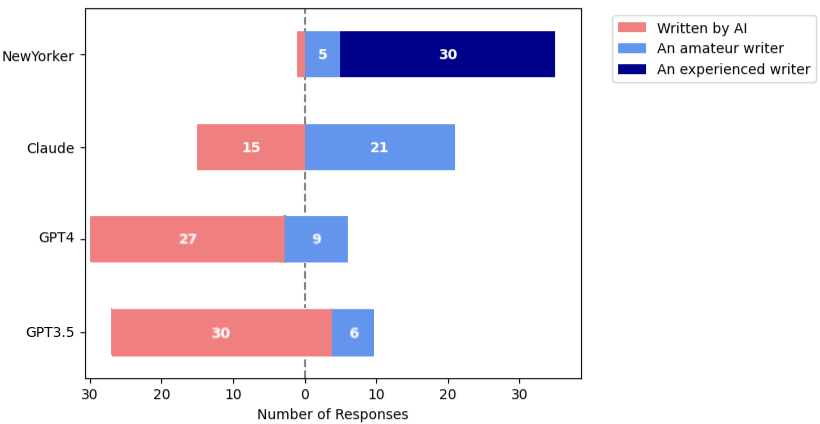 Written by AI
An amateur writer
An experienced writer
NewYorker
5
30
Claude
15
21
GPT4
27
9
GPT3.5
30
6
30
20
10
0
10
20
30
Number of Responses